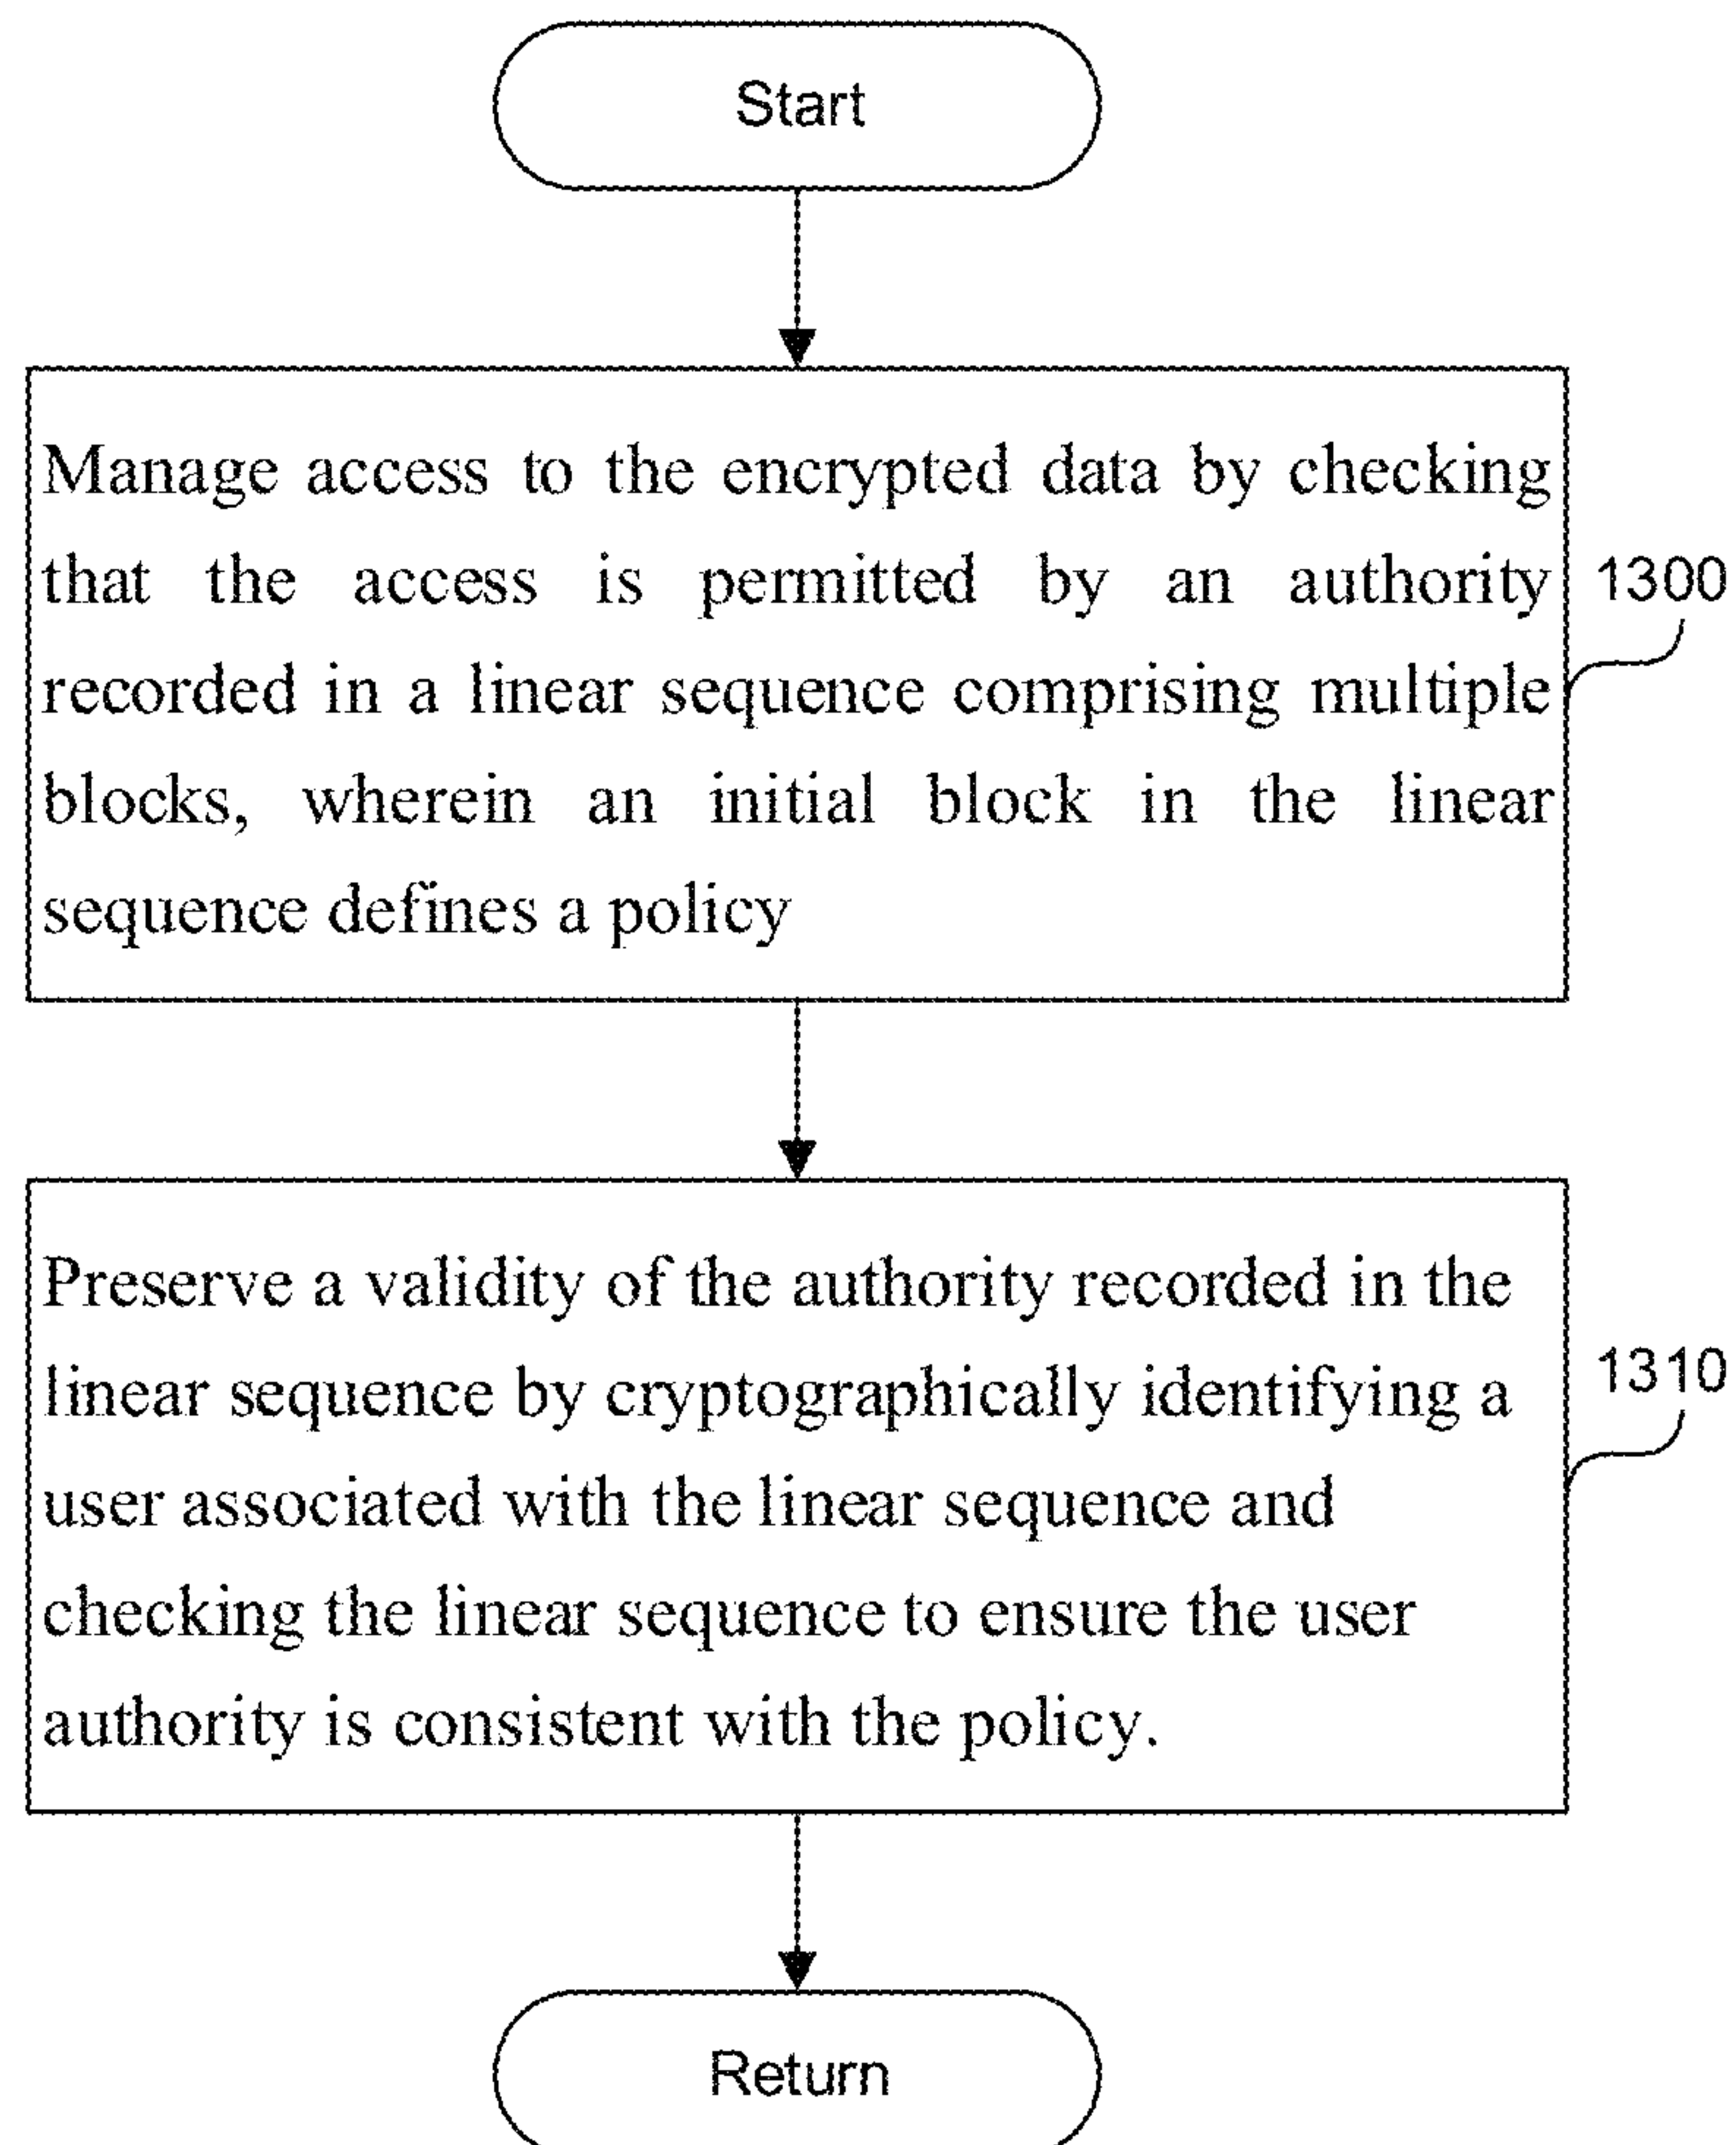 Start
Manage access to the encrypted data by checking
that the access is permitted by an authority
recorded in a linear sequence comprising multiple
blocks, wherein an initial block in the linear
sequence defines a policy
1300
Preserve a validity of the authority recorded in the
linear sequence by cryptographically identifying a
user associated with the linear sequence and
checking the linear sequence to ensure the user
authority is consistent with the policy.
1310
Return